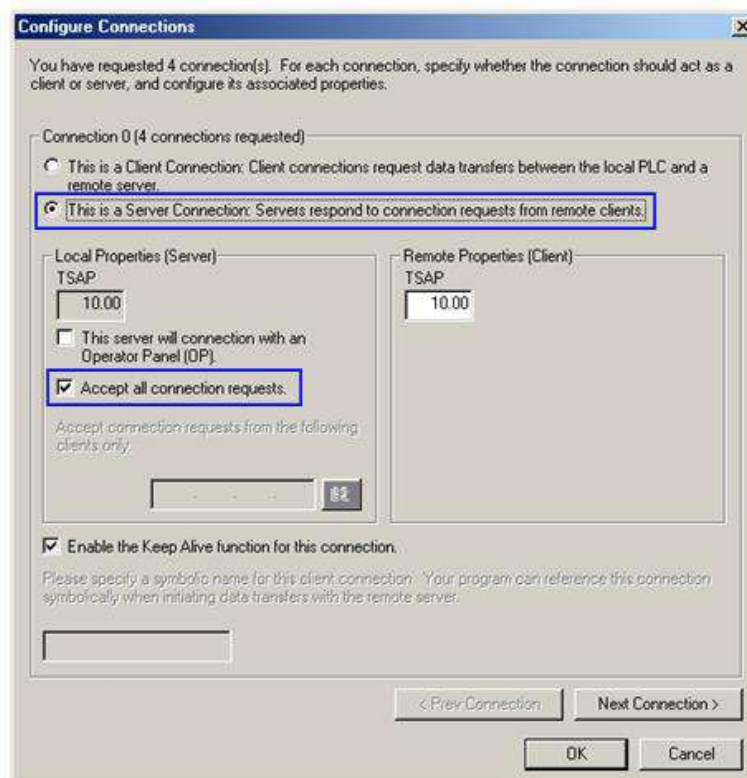 Configure Connections
You have requested 4 connection(s). For each connection, specify whether the connection should act as a
client or server, and configure its associated properties.
Connection 0 (4 connections requested)
This is a Client Connection: Client connections request data transfers between the local PLC and a
remote server.
This is a Server Connection: Servers respond to connection requests from remote clients.
Local Properties (Server)
TSAP
10.00
This server will connection with an
Operator Panel (OP).
Accept all connection requests.
Accept connection requests from the following
clients only:
Remote Properties (Client)
TSAP
10.00
Enable the Keep Alive function for this connection.
Please specify a symbolic name for this client connection. Your program can reference this connection
symbolically when initiating data transfers with the remote server.
< Prev Connection
Next Connection >
OK
Cancel